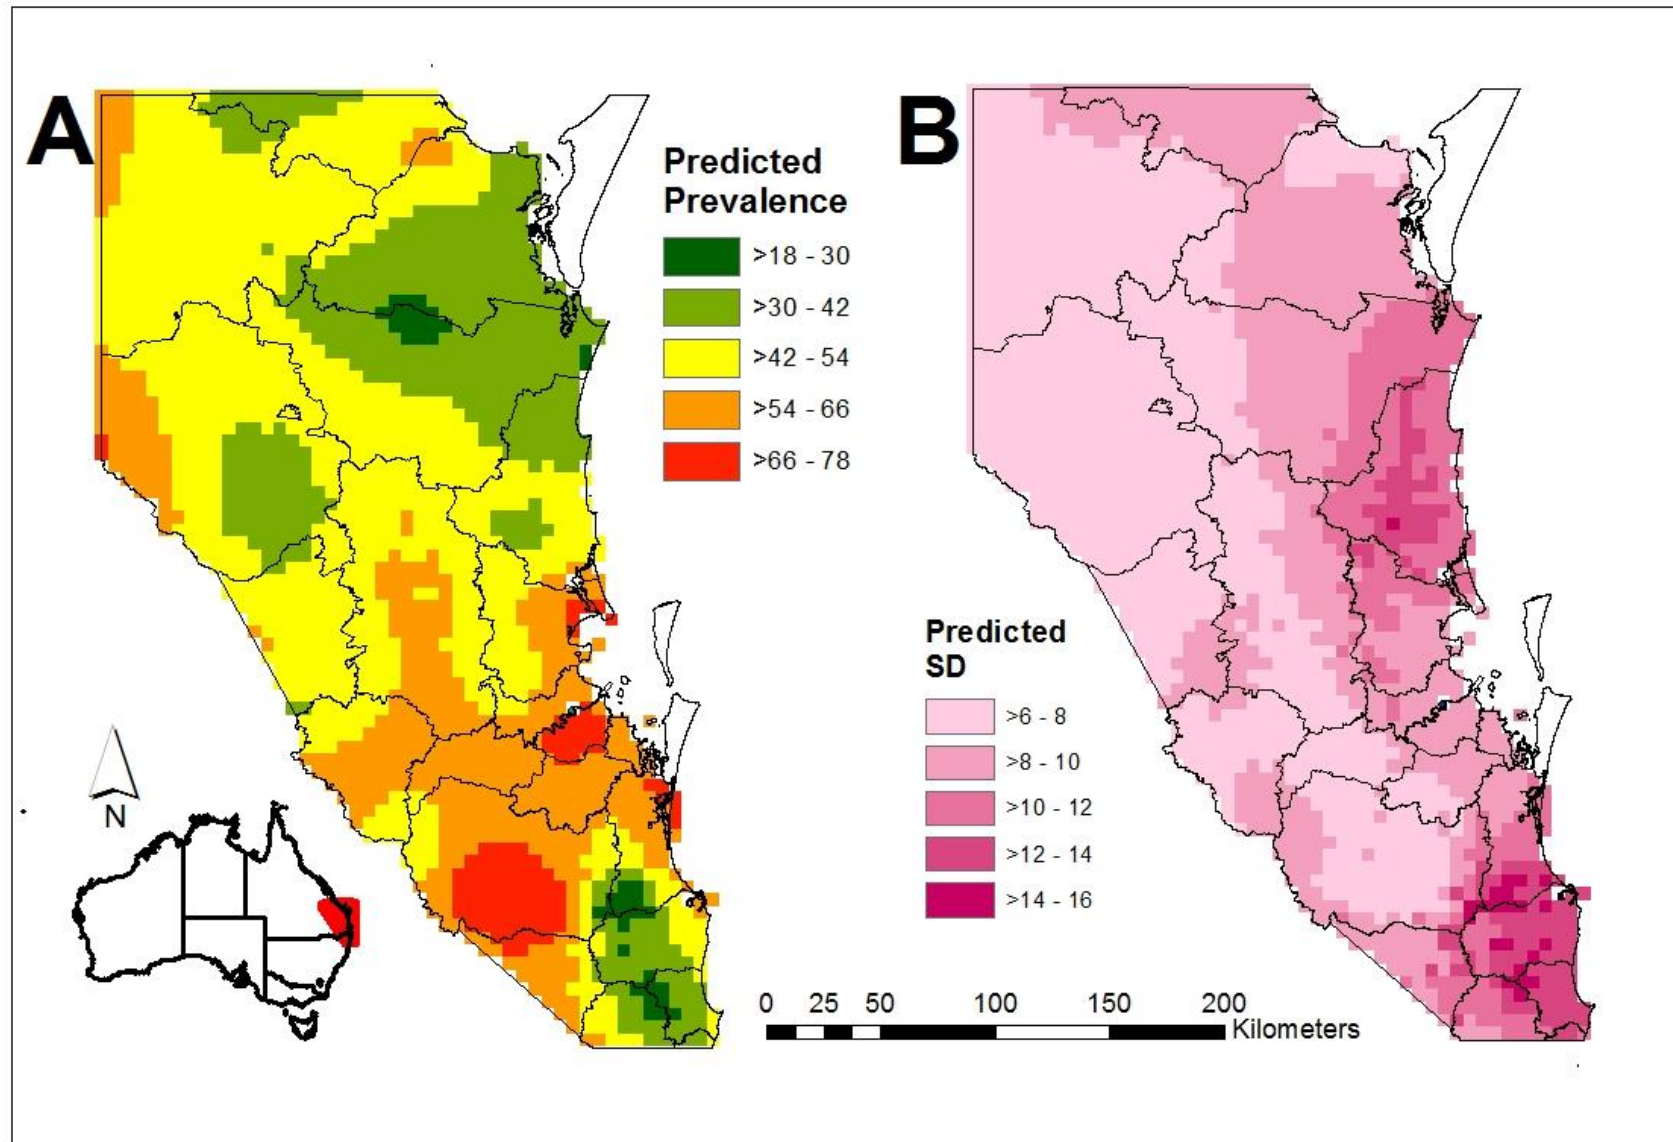 A
Predicted
Prevalence
>18 - 30
>30 - 42
>42 - 54
>54 - 66
>66 - 78
B
Predicted
SD
>6 - 8
>8 - 10
>10 - 12
>12 - 14
>14 - 16
N
0 25 50 100 150 200
Kilometers